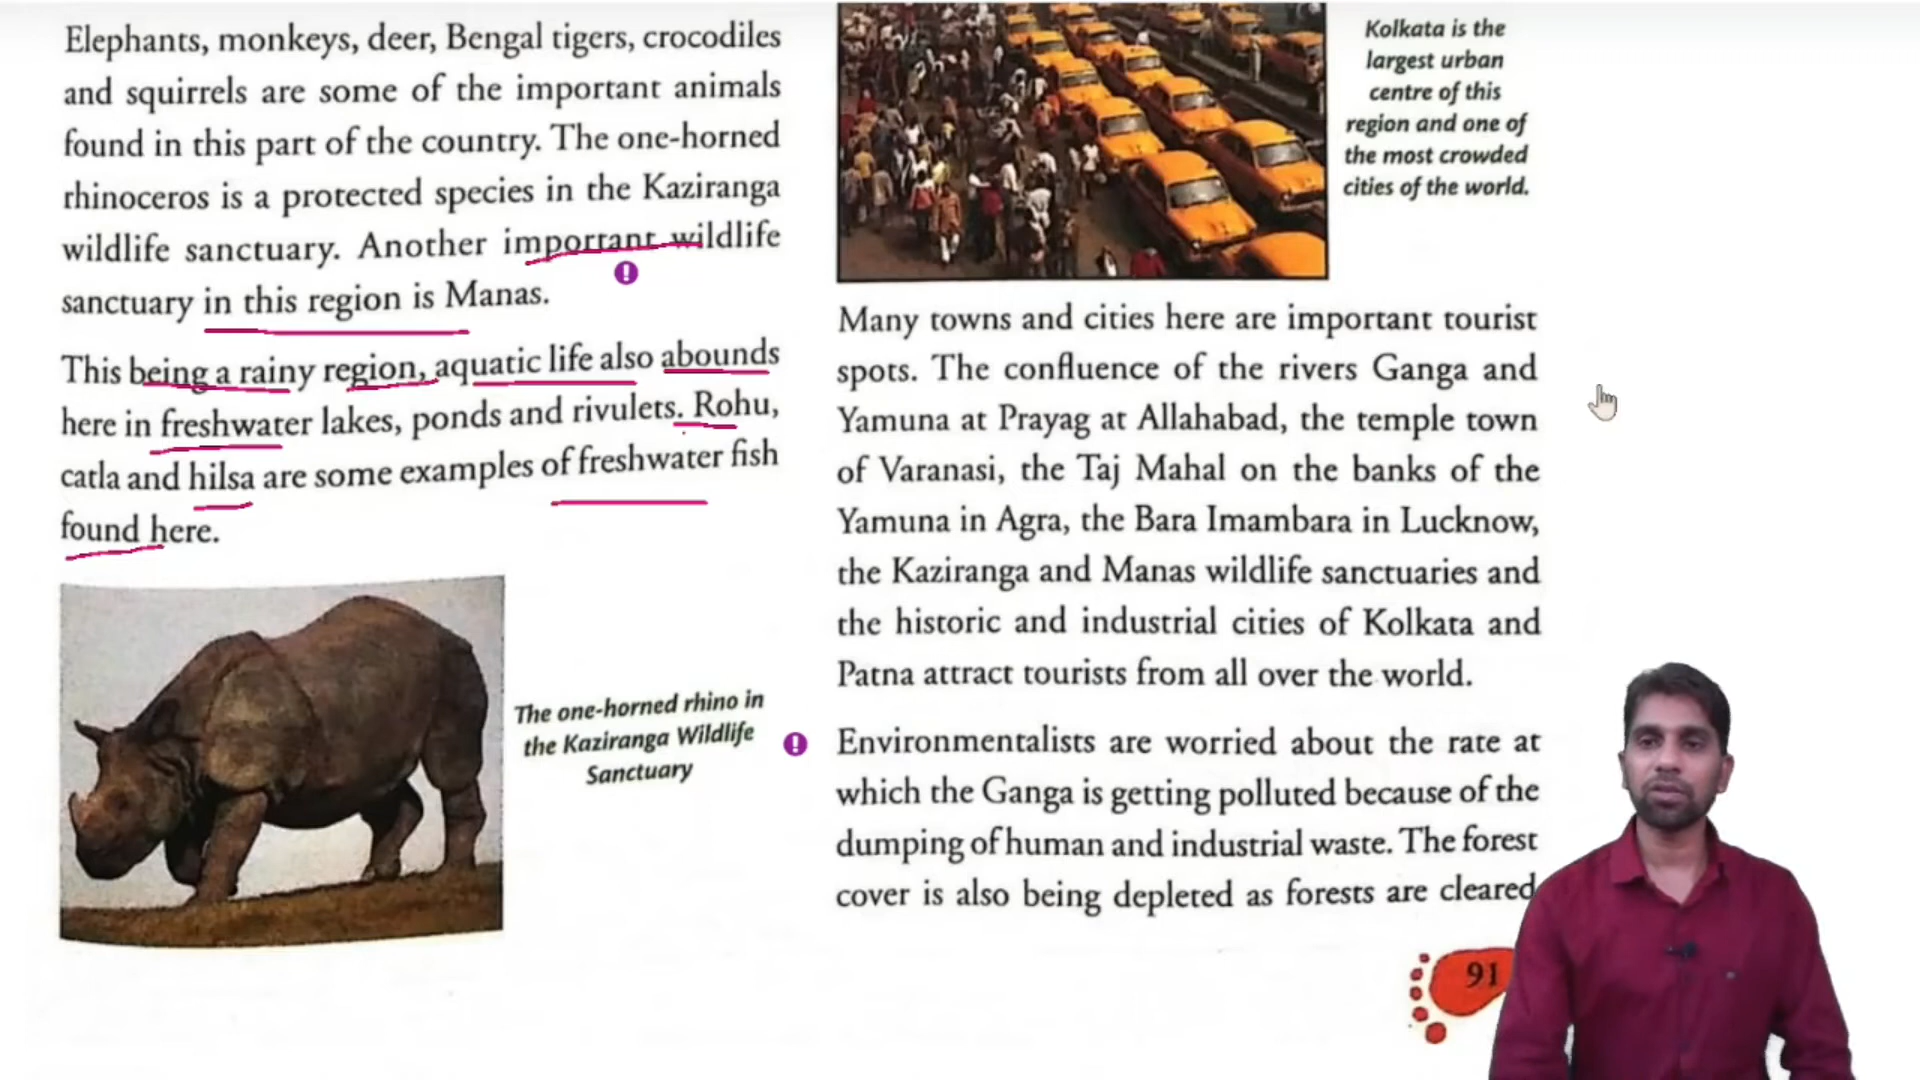 Elephants, monkeys, deer, Bengal tigers, crocodiles
and squirrels are some of the important animals
found in this part of the country. The one-horned
rhinoceros is a protected species in the Kaziranga
wildlife sanctuary. Another important wildlife
sanctuary in this region is Manas.
This being a rainy region, aquatic life also abounds
here in freshwater lakes, ponds and rivulets. Rohu,
catla and hilsa are some examples of freshwater fish
found here.
The one-horned rhino in
the Kaziranga Wildlife
Sanctuary
Kolkata is the
largest urban
centre of this
region and one of
the most crowded
cities of the world.
Many towns and cities here are important tourist
spots. The confluence of the rivers Ganga and
Yamuna at Prayag at Allahabad, the temple town
of Varanasi, the Taj Mahal on the banks of the
Yamuna in Agra, the Bara Imambara in Lucknow,
the Kaziranga and Manas wildlife sanctuaries and
the historic and industrial cities of Kolkata and
Patna attract tourists from all over the world.
Environmentalists are worried about the rate at
which the Ganga is getting polluted because of the
dumping of human and industrial waste. The forest
cover is also being depleted as forests are cleared
91